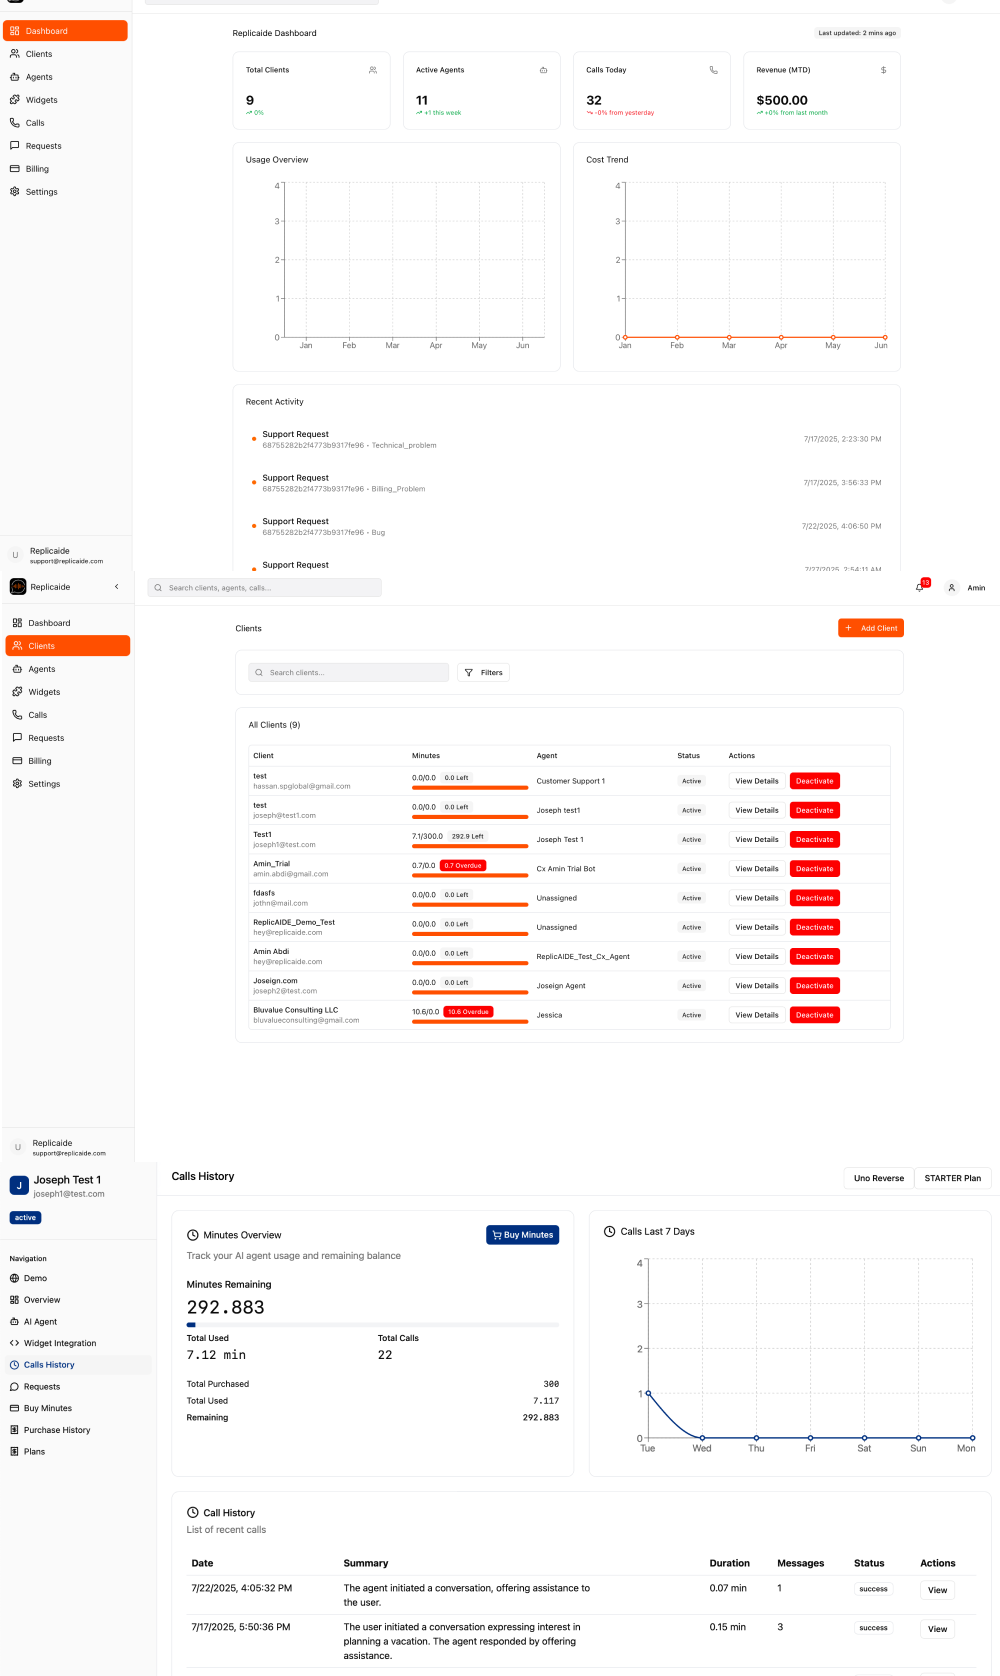 Dashboard
Clients
Agents
Widgets
Calls
Requests
Billing
Settings
Replicaide
support@replicaide.com
Replicaide Dashboard
Last updated: 2 mins ago
Total Clients
9
0%
Active Agents
11
+1 this week
Calls Today
32
-0% from yesterday
Revenue (MTD)
$500.00
+0% from last month
Usage Overview
4
3
2
1
0
Jan Feb Mar Apr May Jun
Cost Trend
4
3
2
1
0
Jan Feb Mar Apr May Jun
Recent Activity
Support Request
68755282b2f4773b9317fe96 • Technical_problem
7/17/2025, 2:23:30 PM
Support Request
68755282b2f4773b9317fe96 • Billing_Problem
7/17/2025, 3:56:33 PM
Support Request
68755282b2f4773b9317fe96 • Bug
7/22/2025, 4:06:50 PM
Support Request
7/27/2025, 2:54:11 AM
U
Replicaide
Search clients, agents, calls...
13
Amin
Dashboard
Clients
Agents
Widgets
Calls
Requests
Billing
Settings
U
Replicaide
support@replicaide.com
Clients
+ Add Client
Search clients...
Filters
All Clients (9)
Client Minutes Agent Status Actions
test
hassan.spglobal@gmail.com
0.0/0.0 0.0 Left Customer Support 1 Active View Details Deactivate
test
joseph@test1.com
0.0/0.0 0.0 Left Joseph test1 Active View Details Deactivate
Test1
joseph1@test.com
7.1/300.0 292.9 Left Joseph Test 1 Active View Details Deactivate
Amin_Trial
amin.abdi@gmail.com
0.7/0.0 0.7 Overdue Cx Amin Trial Bot Active View Details Deactivate
fdasfs
jothn@mail.com
0.0/0.0 0.0 Left Unassigned Active View Details Deactivate
ReplicAIDE_Demo_Test
hey@replicaide.com
0.0/0.0 0.0 Left Unassigned Active View Details Deactivate
Amin Abdi
hey@replicaide.com
0.0/0.0 0.0 Left ReplicAIDE_Test_Cx_Agent Active View Details Deactivate
Joseign.com
joseph2@test.com
0.0/0.0 0.0 Left Joseign Agent Active View Details Deactivate
Bluvalue Consulting LLC
bluvalueconsulting@gmail.com
10.6/0.0 10.6 Overdue Jessica Active View Details Deactivate
J
Joseph Test 1
joseph1@test.com
active
Navigation
Demo
Overview
AI Agent
Widget Integration
Calls History
Requests
Buy Minutes
Purchase History
Plans
Calls History
Uno Reverse
STARTER Plan
Minutes Overview
Buy Minutes
Track your AI agent usage and remaining balance
Minutes Remaining
292.883
Total Used Total Calls
7.12 min 22
Total Purchased 300
Total Used 7.117
Remaining 292.883
Calls Last 7 Days
4
3
2
1
0
Tue Wed Thu Fri Sat Sun Mon
Call History
List of recent calls
Date Summary Duration Messages Status Actions
7/22/2025, 4:05:32 PM The agent initiated a conversation, offering assistance to 0.07 min 1 success View
the user.
7/17/2025, 5:50:36 PM The user initiated a conversation expressing interest in 0.15 min 3 success View
planning a vacation. The agent responded by offering
assistance.